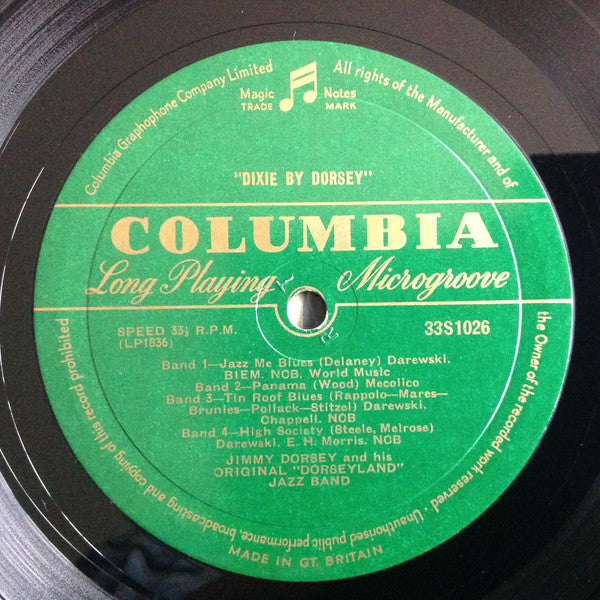 Columbia Graphophone Company Limited
All rights of the Manufacturer and of
the Owner of the recorded work reserved
- Unauthorised public performance, broadcasting and copying of this record prohibited
Magic Notes
TRADE MARK
"DIXIE BY DORSEY"
COLUMBIA
Long Playing Microgroove
SPEED 33⅓ R.P.M. 33S1026
(LP1836)
Band 1—Jazz Me Blues (Delaney) Darewski.
BIEM. NCB. World Music
Band 2—Panama (Wood) Mecolico
Band 3—Tin Roof Blues (Rappolo—Mares—
Brunies—Pollack—Stitzel) Darewski.
Chappell. NCB
Band 4—High Society (Steele, Melrose)
Darewski. E. H. Morris. NCB
JIMMY DORSEY and his
ORIGINAL "DORSEYLAND"
JAZZ BAND
MADE IN GT. BRITAIN